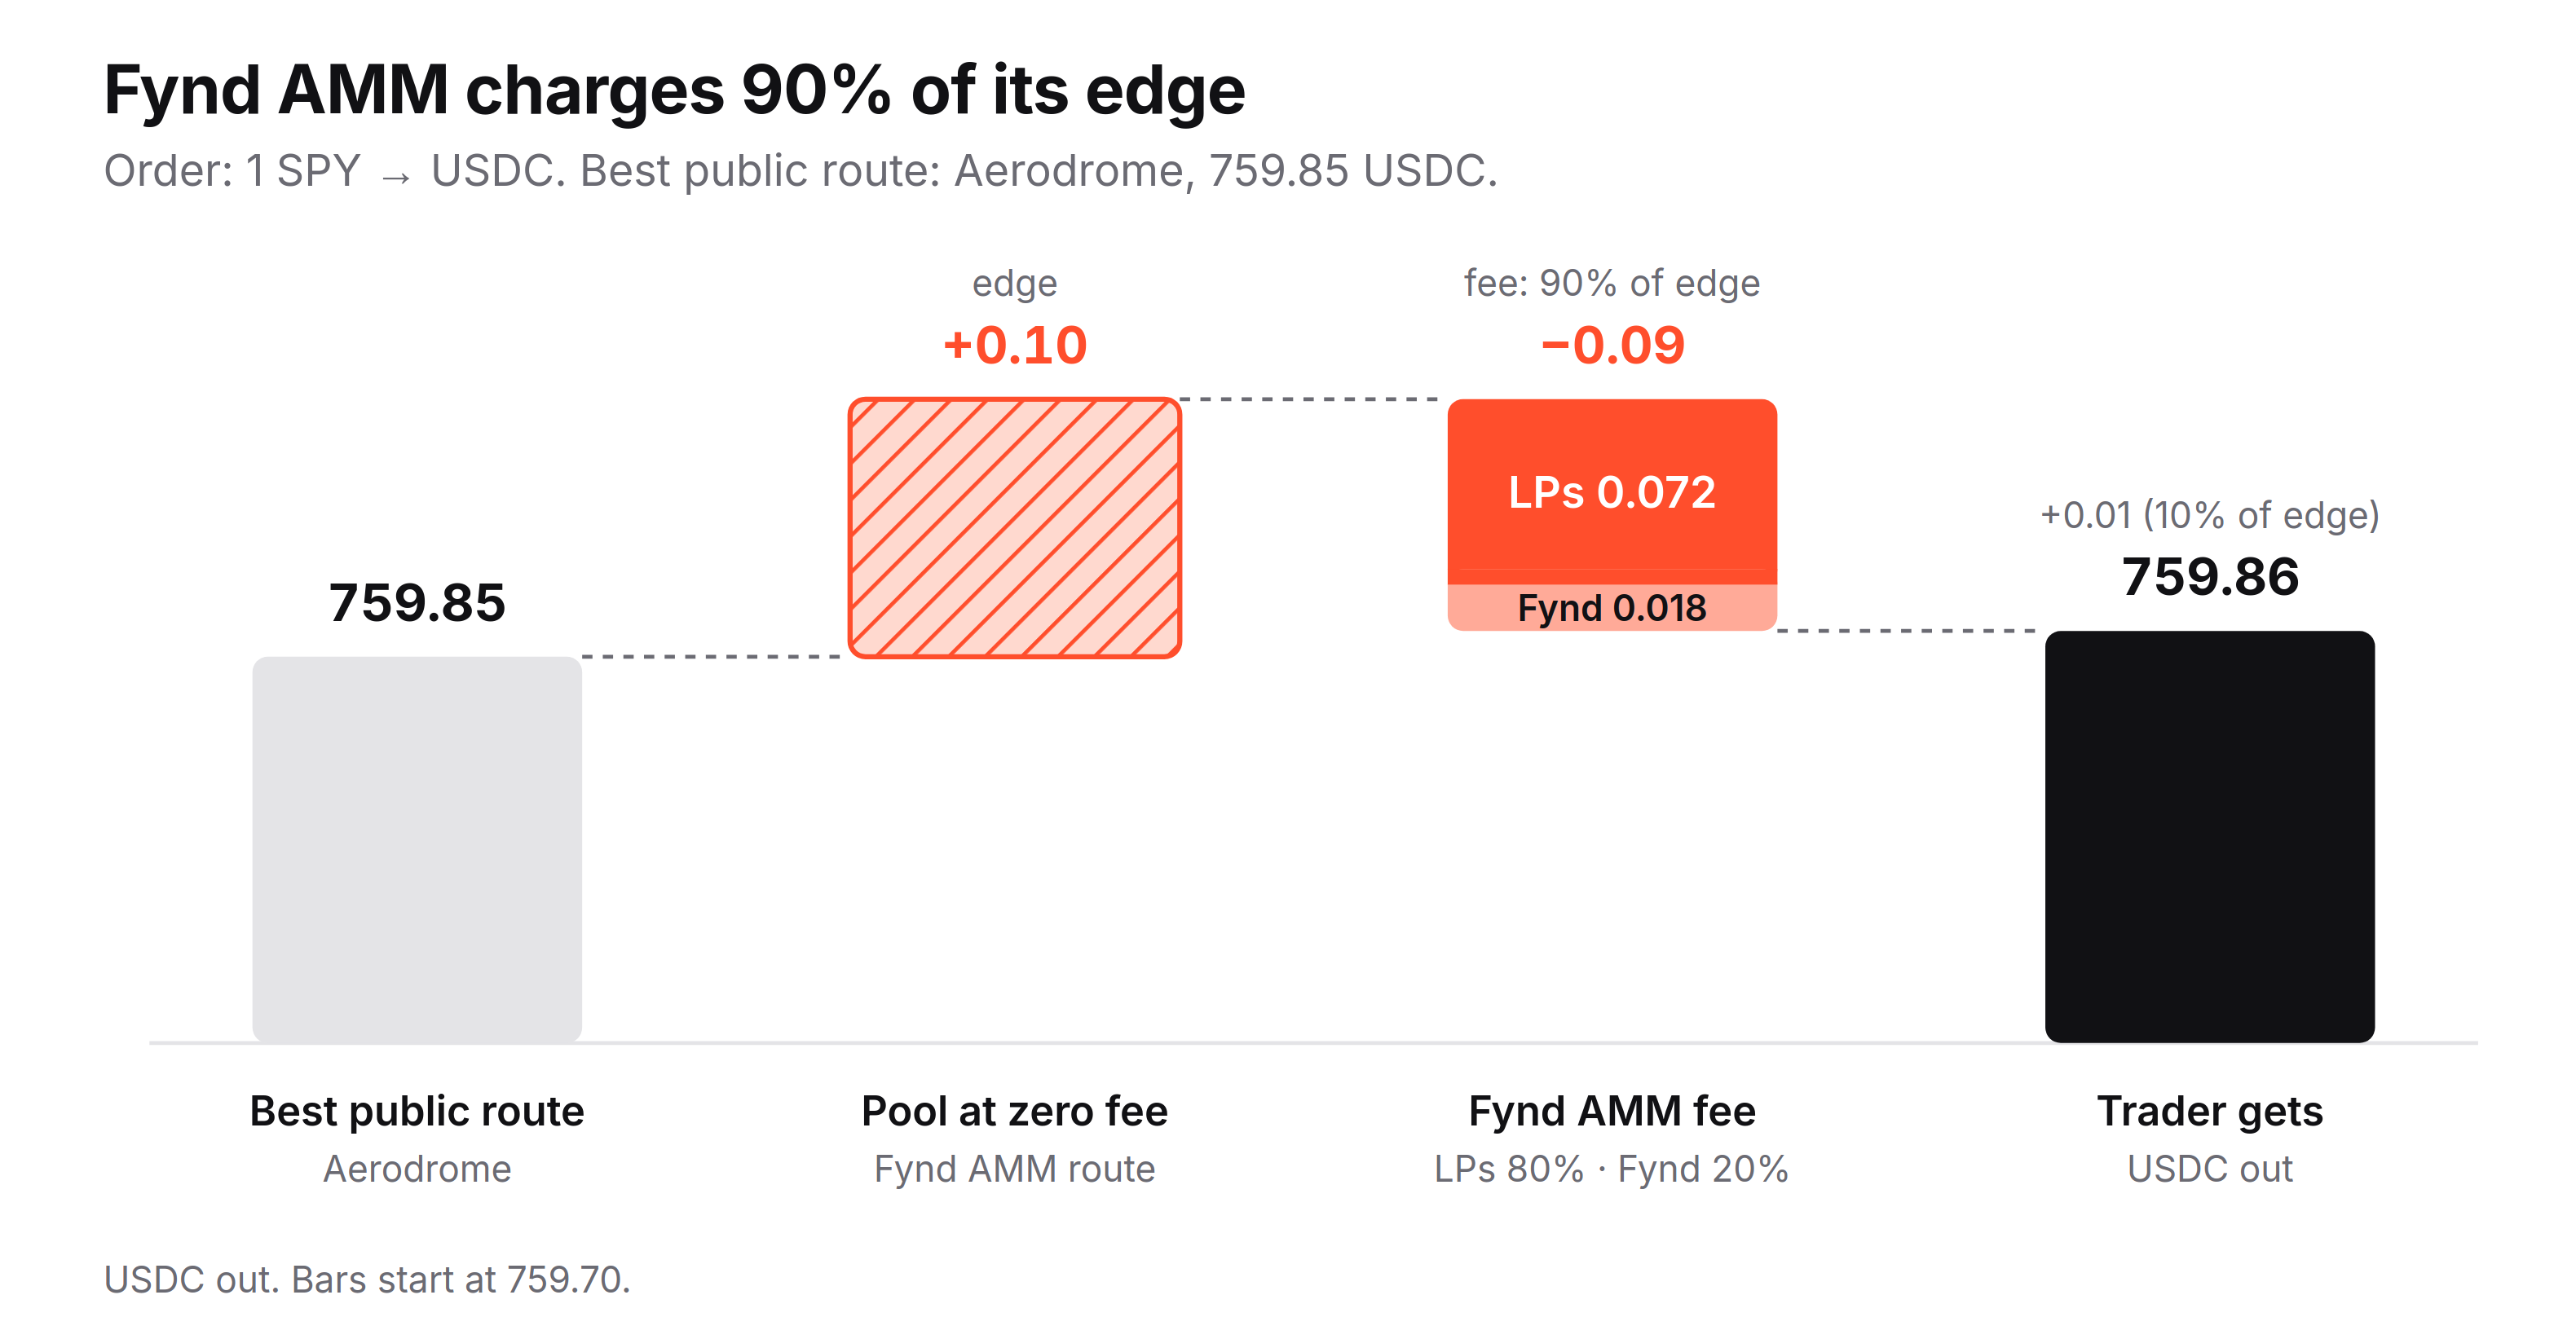 Fynd AMM charges 90% of its edge
Order: 1 SPY → USDC. Best public route: Aerodrome, 759.85 USDC.
edge
+0.10
fee: 90% of edge
−0.09
LPs 0.072
Fynd 0.018
+0.01 (10% of edge)
759.86
759.85
Best public route
Aerodrome
Pool at zero fee
Fynd AMM route
Fynd AMM fee
LPs 80% · Fynd 20%
Trader gets
USDC out
USDC out. Bars start at 759.70.